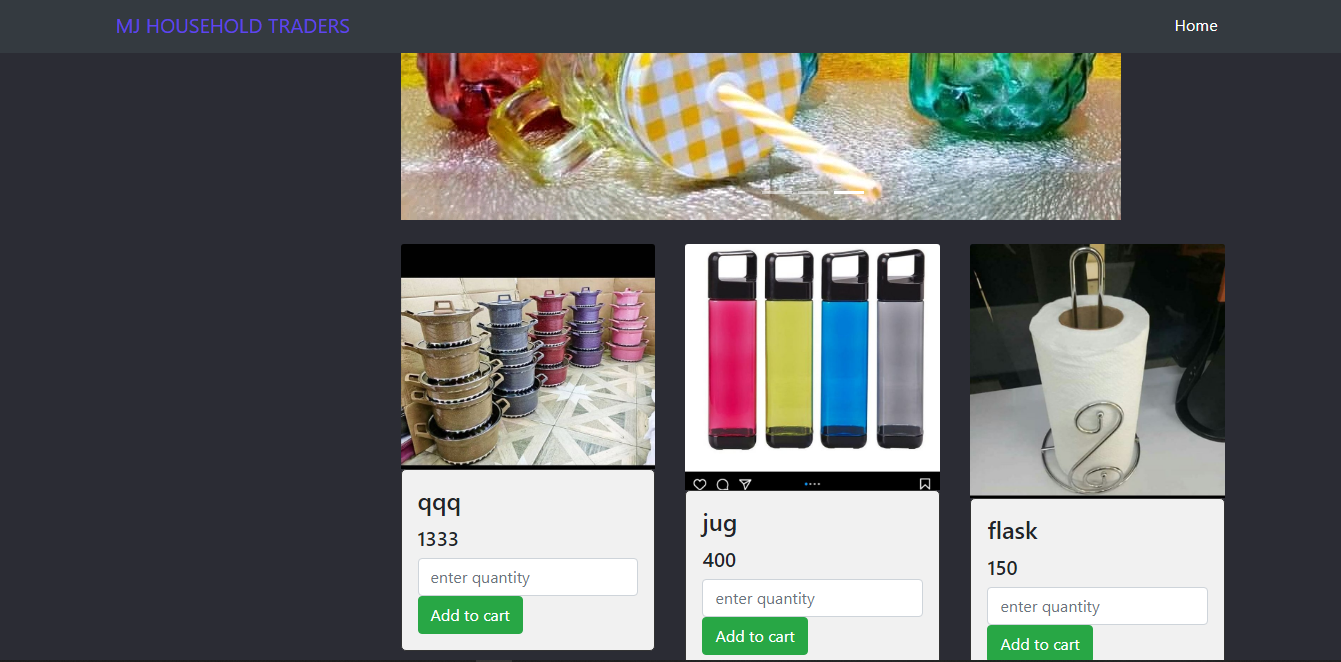 MJ HOUSEHOLD TRADERS
Home
qqq
1333
enter quantity
Add to cart
jug
400
enter quantity
Add to cart
flask
150
enter quantity
Add to cart